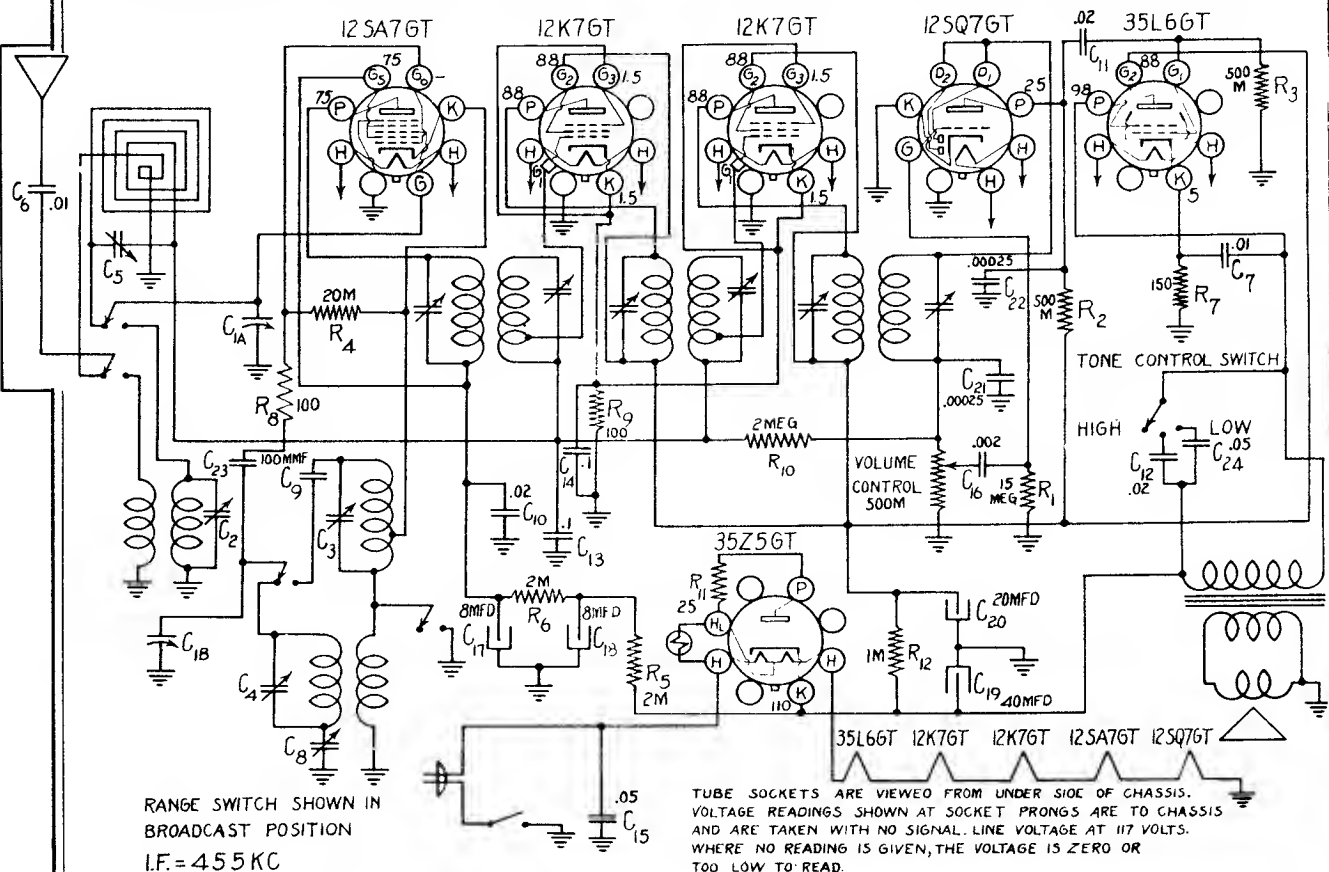 12SA7GT 12K7GT 12K7GT 12SQ7GT 35L6GT
75 G5 G0 – 88 G2 G3 1.5 88 G2 G3 1.5 D2 D1 88 G2 G1
.02 C11
75 P K 88 P 88 P K P 25 98 P
500 M R3
H H H H H H G H H H
G G1 K 1.5 G1 K 1.5 H K 5
C6 .01
C5
C1A
20M
R4
R8 100
.00025
C22
500 M R2
150 R7
.01
C7
TONE CONTROL SWITCH
HIGH LOW
C12 .02
.05 C24
C21
.00025
R9
100
2MEG
R10
VOLUME
CONTROL
500M
.002
C16
15 MEG R1
C23 100MMF
C9
C14 .1
C2
C3
.02
C10
.1
C13
35Z5GT
R11
P
25 HL
H H
K
110
8MFD 2M 8MFD
C17 R6 C18
R5
2M
C18
1M R12
20MFD
C20
C19 40MFD
C4
C8
35L6GT 12K7GT 12K7GT 12SA7GT 12SQ7GT
.05
C15
RANGE SWITCH SHOWN IN
BROADCAST POSITION
I.F. = 455KC
TUBE SOCKETS ARE VIEWED FROM UNDER SIDE OF CHASSIS.
VOLTAGE READINGS SHOWN AT SOCKET PRONGS ARE TO CHASSIS
AND ARE TAKEN WITH NO SIGNAL. LINE VOLTAGE AT 117 VOLTS.
WHERE NO READING IS GIVEN, THE VOLTAGE IS ZERO OR
TOO LOW TO READ.